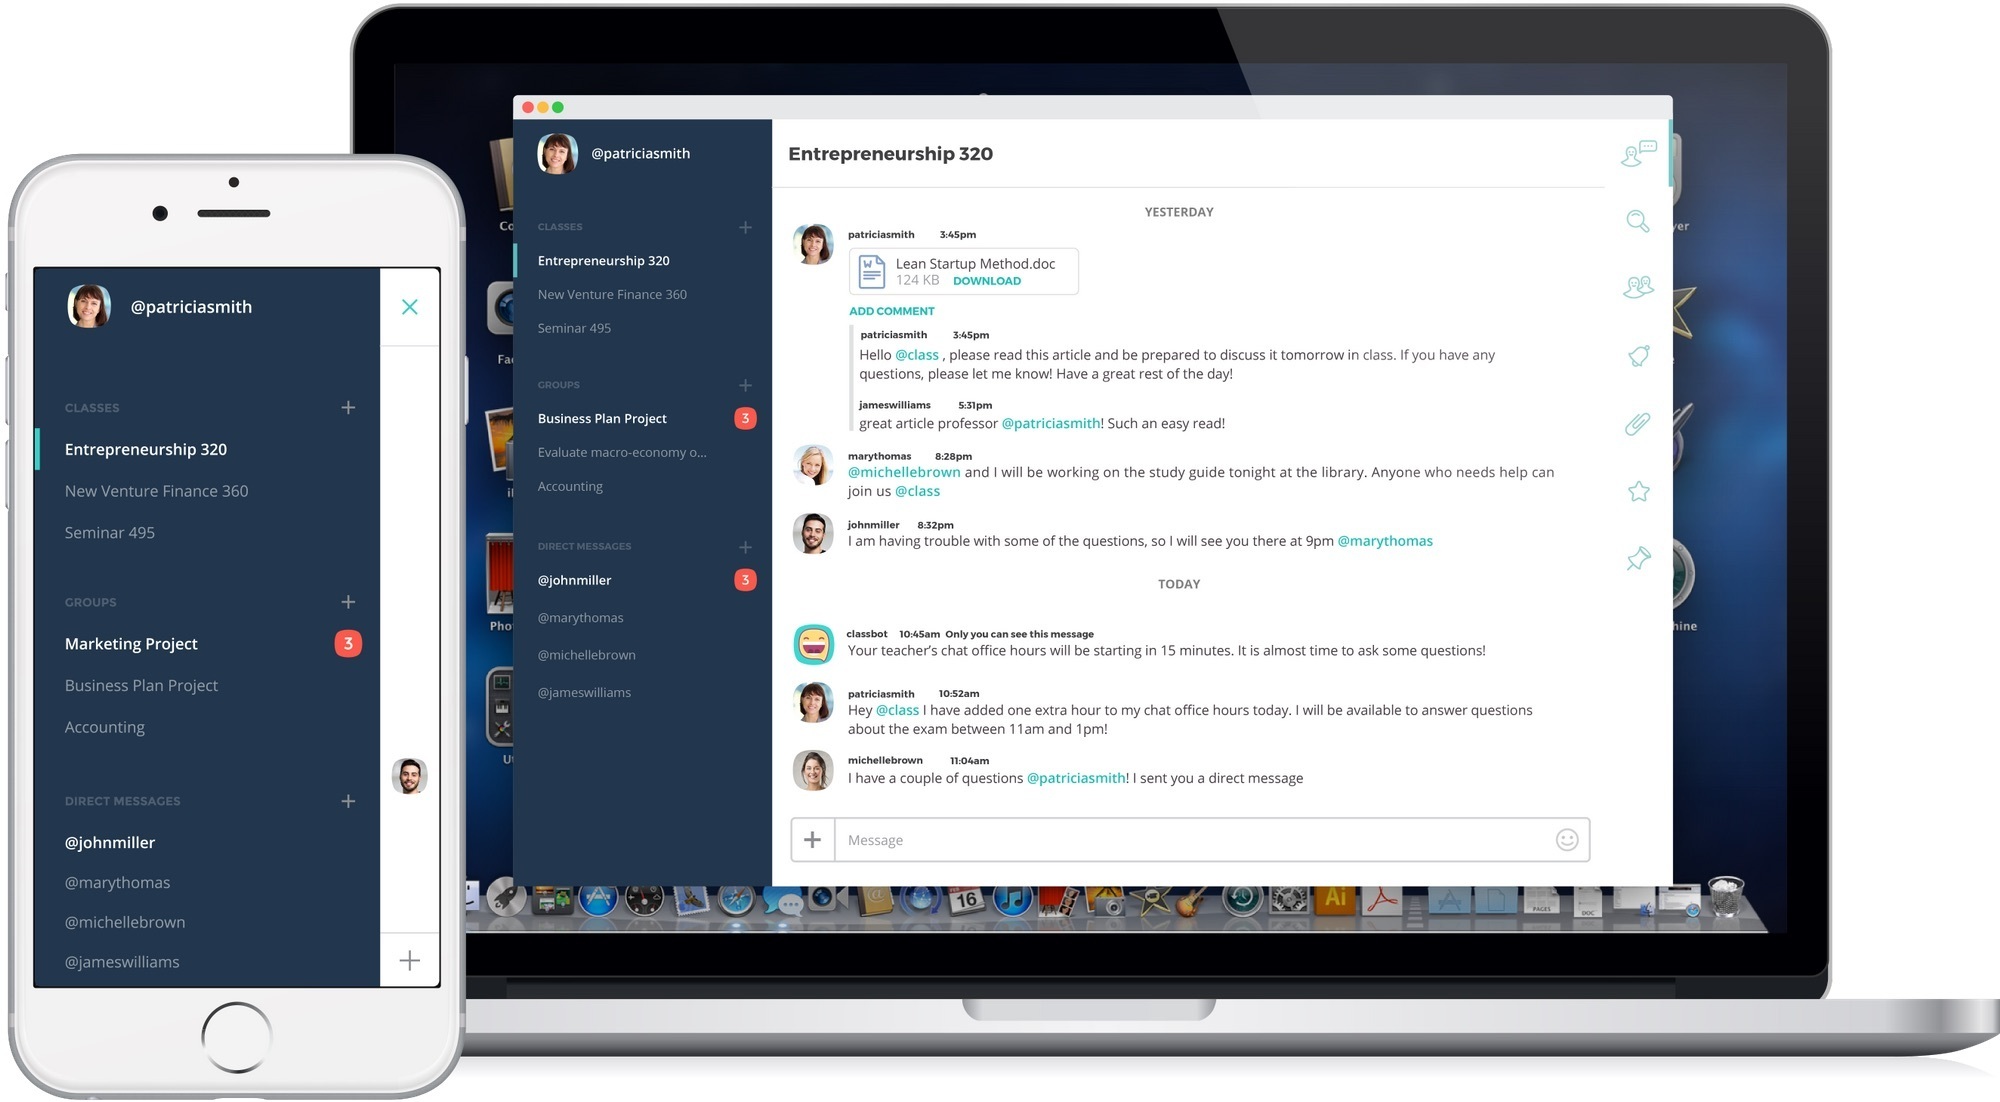 @patriciasmith
CLASSES
Entrepreneurship 320
New Venture Finance 360
Seminar 495
GROUPS
Marketing Project 3
Business Plan Project
Accounting
DIRECT MESSAGES
@johnmiller
@marythomas
@michellebrown
@jameswilliams
@patriciasmith
CLASSES
Entrepreneurship 320
New Venture Finance 360
Seminar 495
GROUPS
Business Plan Project 3
Evaluate macro-economy o...
Accounting
DIRECT MESSAGES
@johnmiller 3
@marythomas
@michellebrown
@jameswilliams
Entrepreneurship 320
YESTERDAY
patriciasmith 3:45pm
Lean Startup Method.doc
124 KB DOWNLOAD
ADD COMMENT
patriciasmith 3:45pm
Hello @class , please read this article and be prepared to discuss it tomorrow in class. If you have any
questions, please let me know! Have a great rest of the day!
jameswilliams 5:31pm
great article professor @patriciasmith! Such an easy read!
marythomas 8:28pm
@michellebrown and I will be working on the study guide tonight at the library. Anyone who needs help can
join us @class
johnmiller 8:32pm
I am having trouble with some of the questions, so I will see you there at 9pm @marythomas
TODAY
classbot 10:45am Only you can see this message
Your teacher's chat office hours will be starting in 15 minutes. It is almost time to ask some questions!
patriciasmith 10:52am
Hey @class I have added one extra hour to my chat office hours today. I will be available to answer questions
about the exam between 11am and 1pm!
michellebrown 11:04am
I have a couple of questions @patriciasmith! I sent you a direct message
Message
FEB
16
Ai
PAGES
DOC